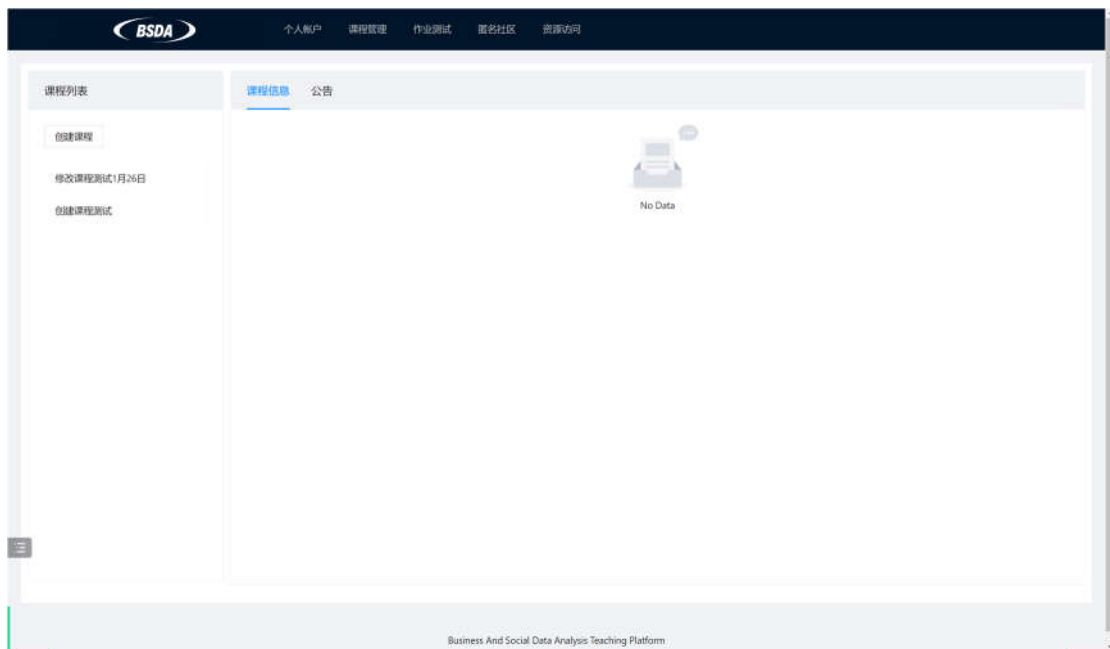 BSDA 个人帐户 课程管理 作业测试 匿名社区 资源访问
课程列表
课程信息 公告
创建课程
修改课程测试1月26日
创建课程测试
No Data
Business And Social Data Analysis Teaching Platform